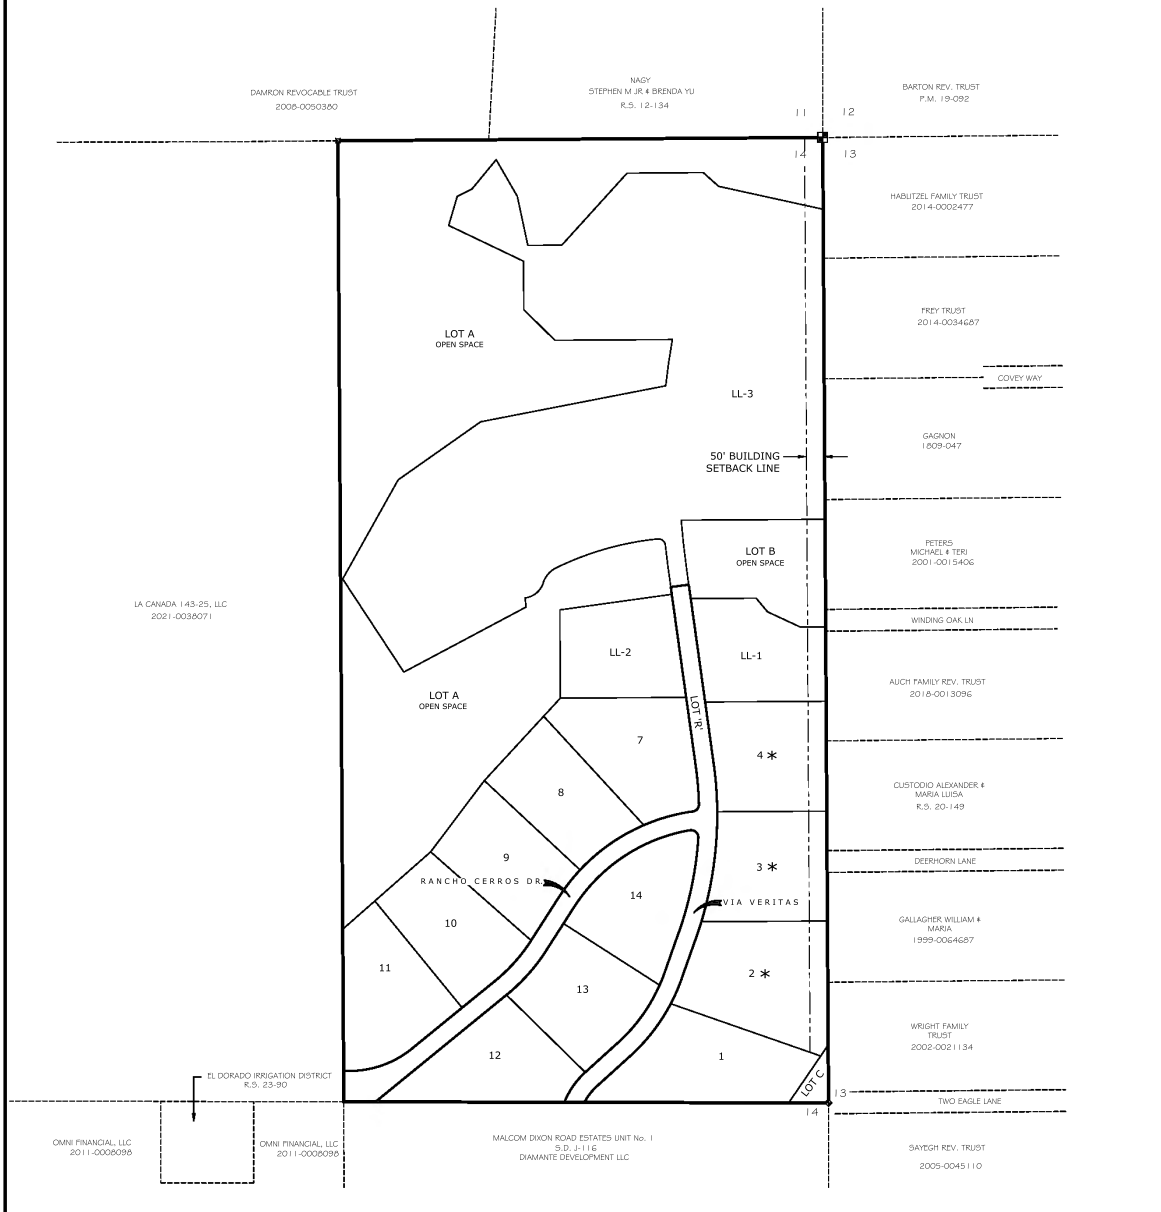 NAGY
STEPHEN M JR & BRENDA YU
R.S. 12-134
DAMRON REVOCABLE TRUST
2008-0050380
BARTON REV. TRUST
P.M. 19-092
11
12
14
13
HABLITZEL FAMILY TRUST
2014-0002477
FREY TRUST
2014-0034687
LOT A
OPEN SPACE
COVEY WAY
LL-3
GAGNON
1809-047
50' BUILDING
SETBACK LINE
PETERS
MICHAEL & TERI
2001-0015406
LOT B
OPEN SPACE
LA CANADA 143-25, LLC
2021-0038071
WINDING OAK LN
LL-2
LL-1
AUCH FAMILY REV. TRUST
2018-0013096
LOT A
OPEN SPACE
LOT 'R'
7
4 *
8
CUSTODIO ALEXANDER &
MARIA LUISA
R.S. 20-149
9
3 *
DEERHORN LANE
RANCHO CERROS DR.
14
VIA VERITAS
10
GALLAGHER WILLIAM &
MARIA
1999-0064687
11
2 *
13
WRIGHT FAMILY
TRUST
2002-0021134
12
1
LOT C
EL DORADO IRRIGATION DISTRICT
R.S. 23-90
13
14
TWO EAGLE LANE
OMNI FINANCIAL, LLC
2011-0008098
OMNI FINANCIAL, LLC
2011-0008098
MALCOM DIXON ROAD ESTATES UNIT No. 1
S.D. J-116
DIAMANTE DEVELOPMENT LLC
SAYEGH REV. TRUST
2005-0045110